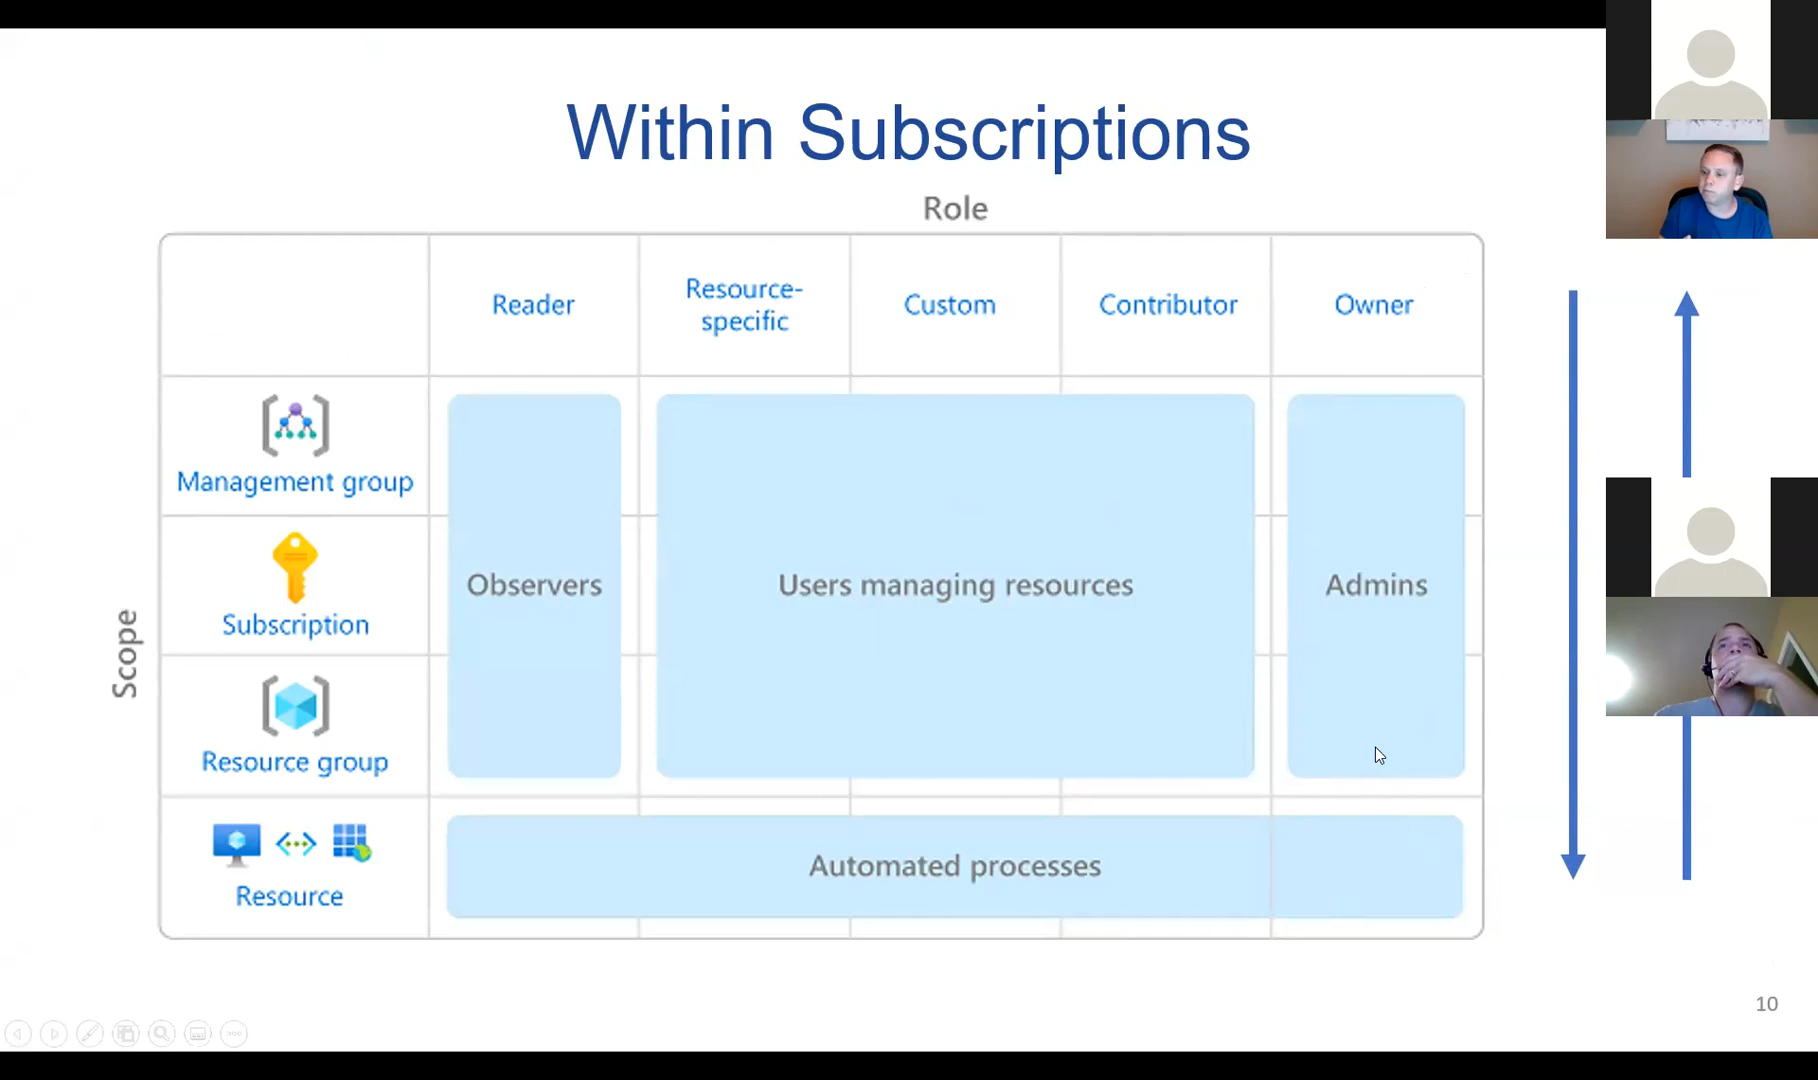 Within Subscriptions
Role
Reader
Resource-
specific
Custom
Contributor
Owner
Scope
Management group
Subscription
Resource group
Resource
Observers
Users managing resources
Admins
Automated processes
10